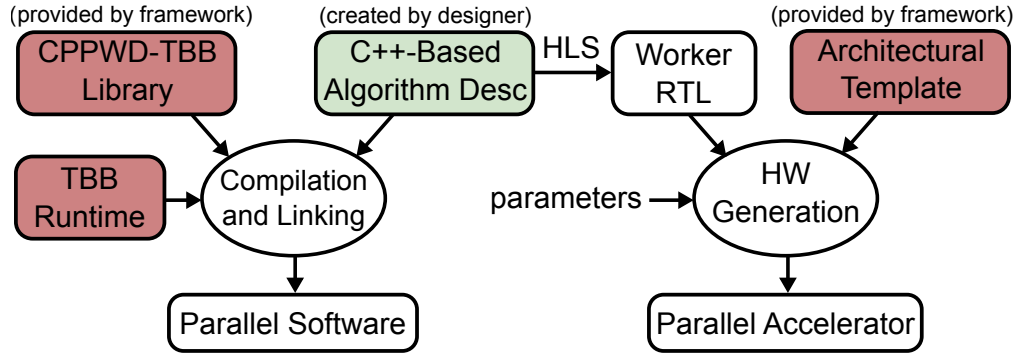 (provided by framework)
CPPWD-TBB
Library
(created by designer)
C++-Based
Algorithm Desc
HLS
Worker
RTL
(provided by framework)
Architectural
Template
TBB
Runtime
Compilation
and Linking
parameters
HW
Generation
Parallel Software
Parallel Accelerator